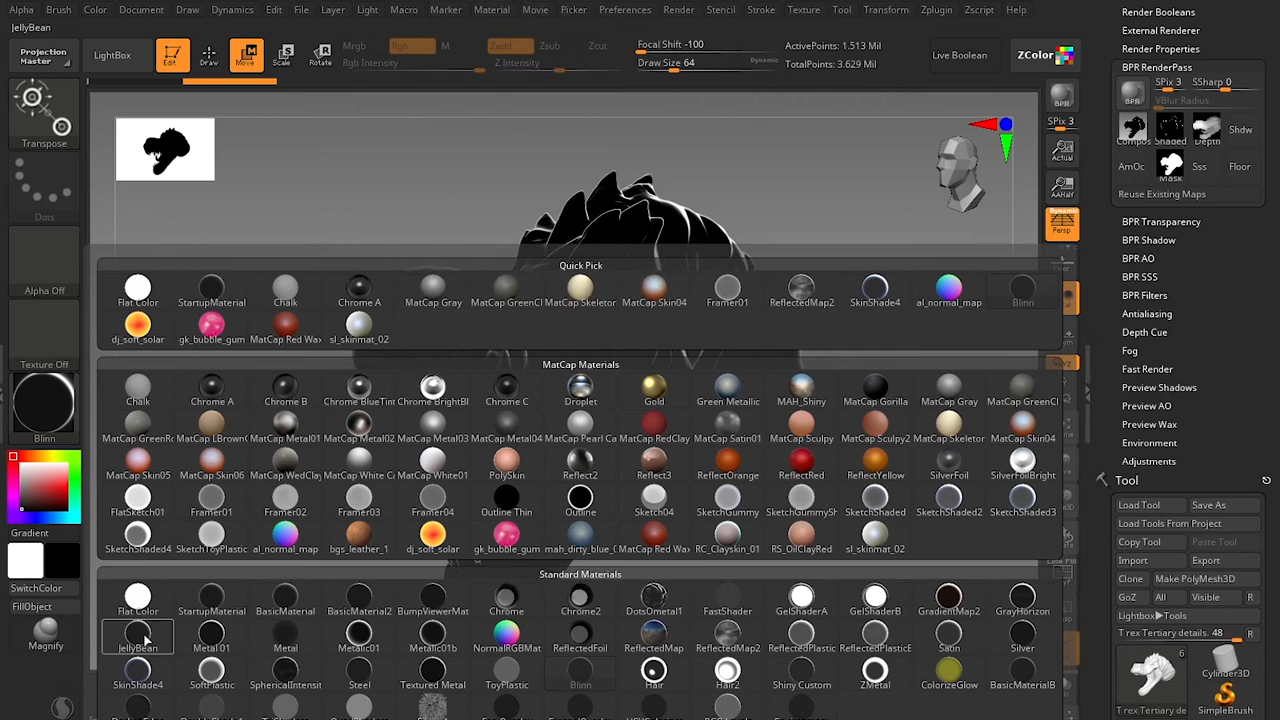 Alpha Brush Color Document Draw Dynamics Edit File Layer Light Macro Marker Material Movie Picker Preferences Render Stencil Stroke Texture Tool Transform Zplugin Zscript Help
JellyBean
Projection
Master
LightBox
Edit
Draw
Move
Scale
Rotate
Mrgb Rgb M
Rgb Intensity
Zadd Zsub Zcut
Z Intensity
Focal Shift -100
Draw Size 64
Dynamic
ActivePoints: 1.513 Mil
TotalPoints: 3.629 Mil
Live Boolean
ZColor
Transpose
Dots
Alpha Off
Texture Off
Blinn
Gradient
SwitchColor
FillObject
Magnify
Quick Pick
Flat Color StartupMaterial Chalk Chrome A MatCap Gray MatCap GreenCl MatCap Skeletor MatCap Skin04 Framer01 ReflectedMap2 SkinShade4 al_normal_map Blinn
dj_soft_solar gk_bubble_gum MatCap Red Wax sl_skinmat_02
MatCap Materials
Chalk Chrome A Chrome B Chrome BlueTint Chrome BrightBl Chrome C Droplet Gold Green Metallic MAH_Shiny MatCap Gorilla MatCap Gray MatCap GreenCl
MatCap GreenRo MatCap LBrown MatCap Metal01 MatCap Metal02 MatCap Metal03 MatCap Metal04 MatCap Pearl Ca MatCap RedClay MatCap Satin01 MatCap Sculpy MatCap Sculpy2 MatCap Skeletor MatCap Skin04
MatCap Skin05 MatCap Skin06 MatCap WedClay MatCap White Ca MatCap White01 PolySkin Reflect2 Reflect3 ReflectOrange ReflectRed ReflectYellow SilverFoil SilverFoilBright
FlatSketch01 Framer01 Framer02 Framer03 Framer04 Outline Thin Outline Sketch04 SketchGummy SketchGummySh SketchShaded SketchShaded2 SketchShaded3
SketchShaded4 SketchToyPlastic al_normal_map bgs_leather_1 dj_soft_solar gk_bubble_gum mah_dirty_blue_ MatCap Red Wax RC_Clayskin_01 RS_OilClayRed sl_skinmat_02
Standard Materials
Flat Color StartupMaterial BasicMaterial BasicMaterial2 BumpViewerMat Chrome Chrome2 DotsOmetal1 FastShader GelShaderA GelShaderB GradientMap2 GrayHorizon
JellyBean Metal 01 Metal Metalic01 Metalic01b NormalRGBMat ReflectedFoil ReflectedMap ReflectedMap2 ReflectedPlastic ReflectedPlasticE Satin Silver
SkinShade4 SoftPlastic SphericalIntensit Steel Textured Metal ToyPlastic Blinn Hair Hair2 Shiny Custom ZMetal ColorizeGlow BasicMaterialB
BPR
SPix 3
Actual
AAHalf
Dynamic
Persp
Render Booleans
External Renderer
Render Properties
BPR RenderPass
BPR
SPix 3 SSharp 0
VBlur Radius
Compos Shaded Depth Shdw
AmOc Mask Sss Floor
Reuse Existing Maps
BPR Transparency
BPR Shadow
BPR AO
BPR SSS
BPR Filters
Antialiasing
Depth Cue
Fog
Fast Render
Preview Shadows
Preview AO
Preview Wax
Environment
Adjustments
Tool
Load Tool Save As
Load Tools From Project
Copy Tool Paste Tool
Import Export
Clone Make PolyMesh3D
GoZ All Visible R
Lightbox▶Tools
T rex Tertiary details. 48 R
6
Cylinder3D
T rex Tertiary de SimpleBrush